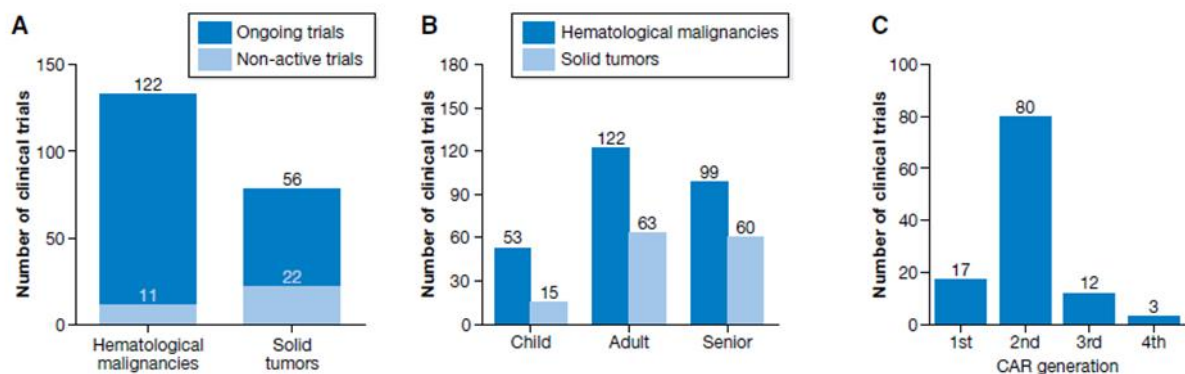 A
Ongoing trials
Non-active trials
Number of clinical trials
150
100
50
0
122
11
56
22
Hematological
malignancies
Solid
tumors
B
Hematological malignancies
Solid tumors
Number of clinical trials
180
150
120
90
60
30
0
53
15
122
63
99
60
Child
Adult
Senior
C
Number of clinical trials
100
80
60
40
20
0
17
80
12
3
1st
2nd
3rd
4th
CAR generation